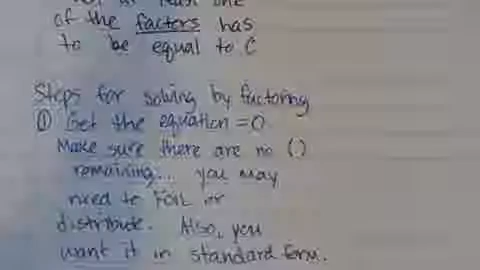 least one
of the factors has
to be equal to C
Steps for solving by factoring
① Get the equation = 0.
Make sure there are no ( )
remaining... you may
need to FOIL or
distribute. Also, you
want it in standard form.